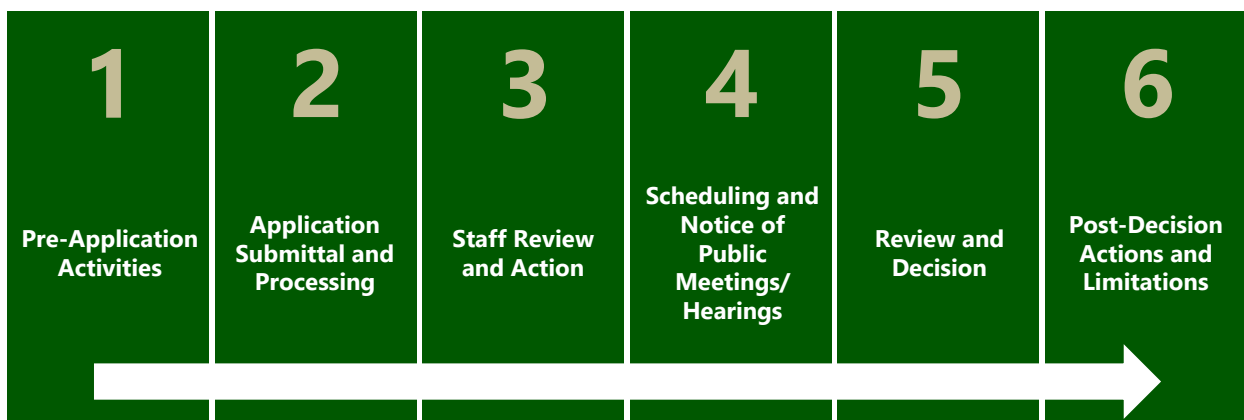 1
Pre-Application
Activities
2
Application
Submittal and
Processing
3
Staff Review
and Action
4
Scheduling and
Notice of
Public
Meetings/
Hearings
5
Review and
Decision
6
Post-Decision
Actions and
Limitations